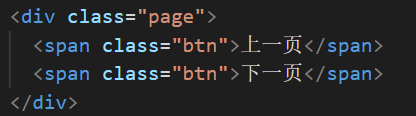 <div class="page">
<span class="btn">上一页</span>
<span class="btn">下一页</span>
</div>